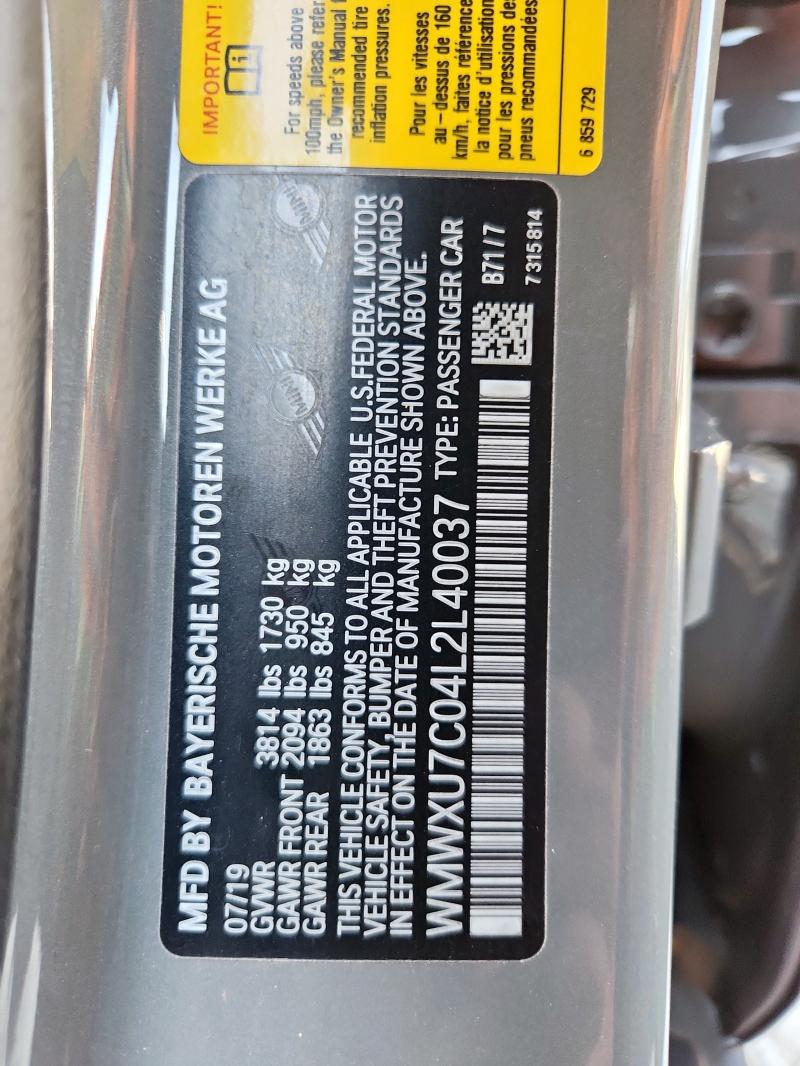 MFD BY BAYERISCHE MOTOREN WERKE AG
07/19
GVWR 3814 lbs 1730 kg
GAWR FRONT 2094 lbs 950 kg
GAWR REAR 1863 lbs 845 kg
THIS VEHICLE CONFORMS TO ALL APPLICABLE U.S.FEDERAL MOTOR
VEHICLE SAFETY, BUMPER AND THEFT PREVENTION STANDARDS
IN EFFECT ON THE DATE OF MANUFACTURE SHOWN ABOVE.
WMWXU7C04L2L40037 TYPE: PASSENGER CAR
B71/7
7 315 814
MINI
MINI
IMPORTANT!
For speeds above
100mph, please refer
the Owner's Manual
recommended tire
inflation pressures.
Pour les vitesses
au-dessus de 160
km/h, faites référence
la notice d'utilisation
pour les pressions de
pneus recommandées
6 859 729